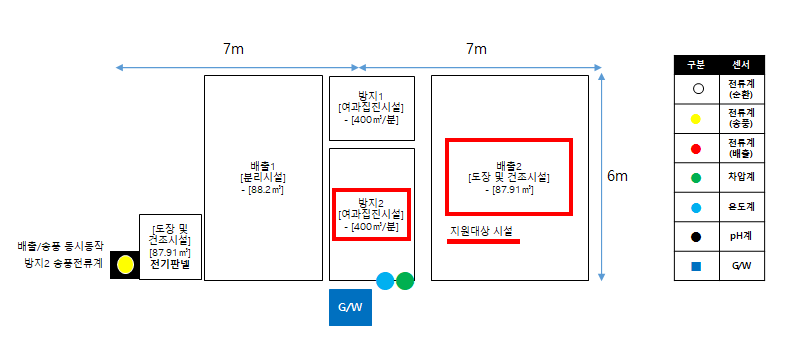 7m
7m
방지1
[여과집진시설]
- [400㎥/분]
배출1
[분리시설]
- [88.2㎥]
배출2
[도장 및 건조시설]
- [87.91㎥]
6m
방지2
[여과집진시설]
- [400㎥/분]
지원대상 시설
[도장 및
건조시설]
[87.91㎥]
전기판넬
배출/송풍 동시동작
방지2 송풍전류계
G/W
구분 센서
전류계
(순환)
전류계
(송풍)
전류계
(배출)
차압계
온도계
pH계
G/W